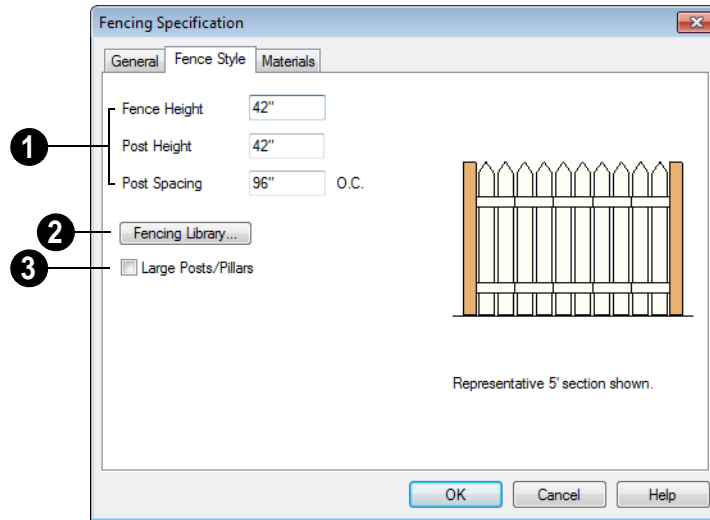 Fencing Specification
General Fence Style Materials
Fence Height 42"
1
Post Height 42"
Post Spacing 96" O.C.
2 Fencing Library...
3 Large Posts/Pillars
Representative 5' section shown.
OK Cancel Help